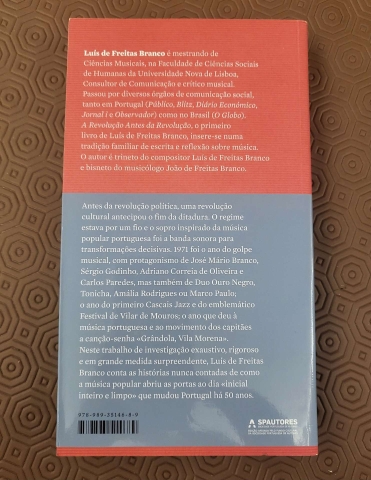 Luís de Freitas Branco é mestrando de
Ciências Musicais, na Faculdade de Ciências Sociais
de Humanas da Universidade Nova de Lisboa,
Consultor de Comunicação e crítico musical.
Passou por diversos órgãos de comunicação social,
tanto em Portugal (Público, Blitz, Diário Económico,
Jornal i e Observador) como no Brasil (O Globo).
A Revolução Antes da Revolução, o primeiro
livro de Luís de Freitas Branco, insere-se numa
tradição familiar de escrita e reflexão sobre música.
O autor é trineto do compositor Luís de Freitas Branco
e bisneto do musicólogo João de Freitas Branco.
Antes da revolução política, uma revolução
cultural antecipou o fim da ditadura. O regime
estava por um fio e o sopro inspirado da música
popular portuguesa foi a banda sonora para
transformações decisivas. 1971 foi o ano do golpe
musical, com protagonismo de José Mário Branco,
Sérgio Godinho, Adriano Correia de Oliveira e
Carlos Paredes, mas também de Duo Ouro Negro,
Tonicha, Amália Rodrigues ou Marco Paulo;
o ano do primeiro Cascais Jazz e do emblemático
Festival de Vilar de Mouros; o ano que deu à
música portuguesa e ao movimento dos capitães
a canção-senha «Grândola, Vila Morena».
Neste trabalho de investigação exaustivo, rigoroso
e em grande medida surpreendente, Luís de Freitas
Branco conta as histórias nunca contadas de como
a música popular abriu as portas ao dia «inicial
inteiro e limpo» que mudou Portugal há 50 anos.
978-989-35148-8-9
SPAUTORES